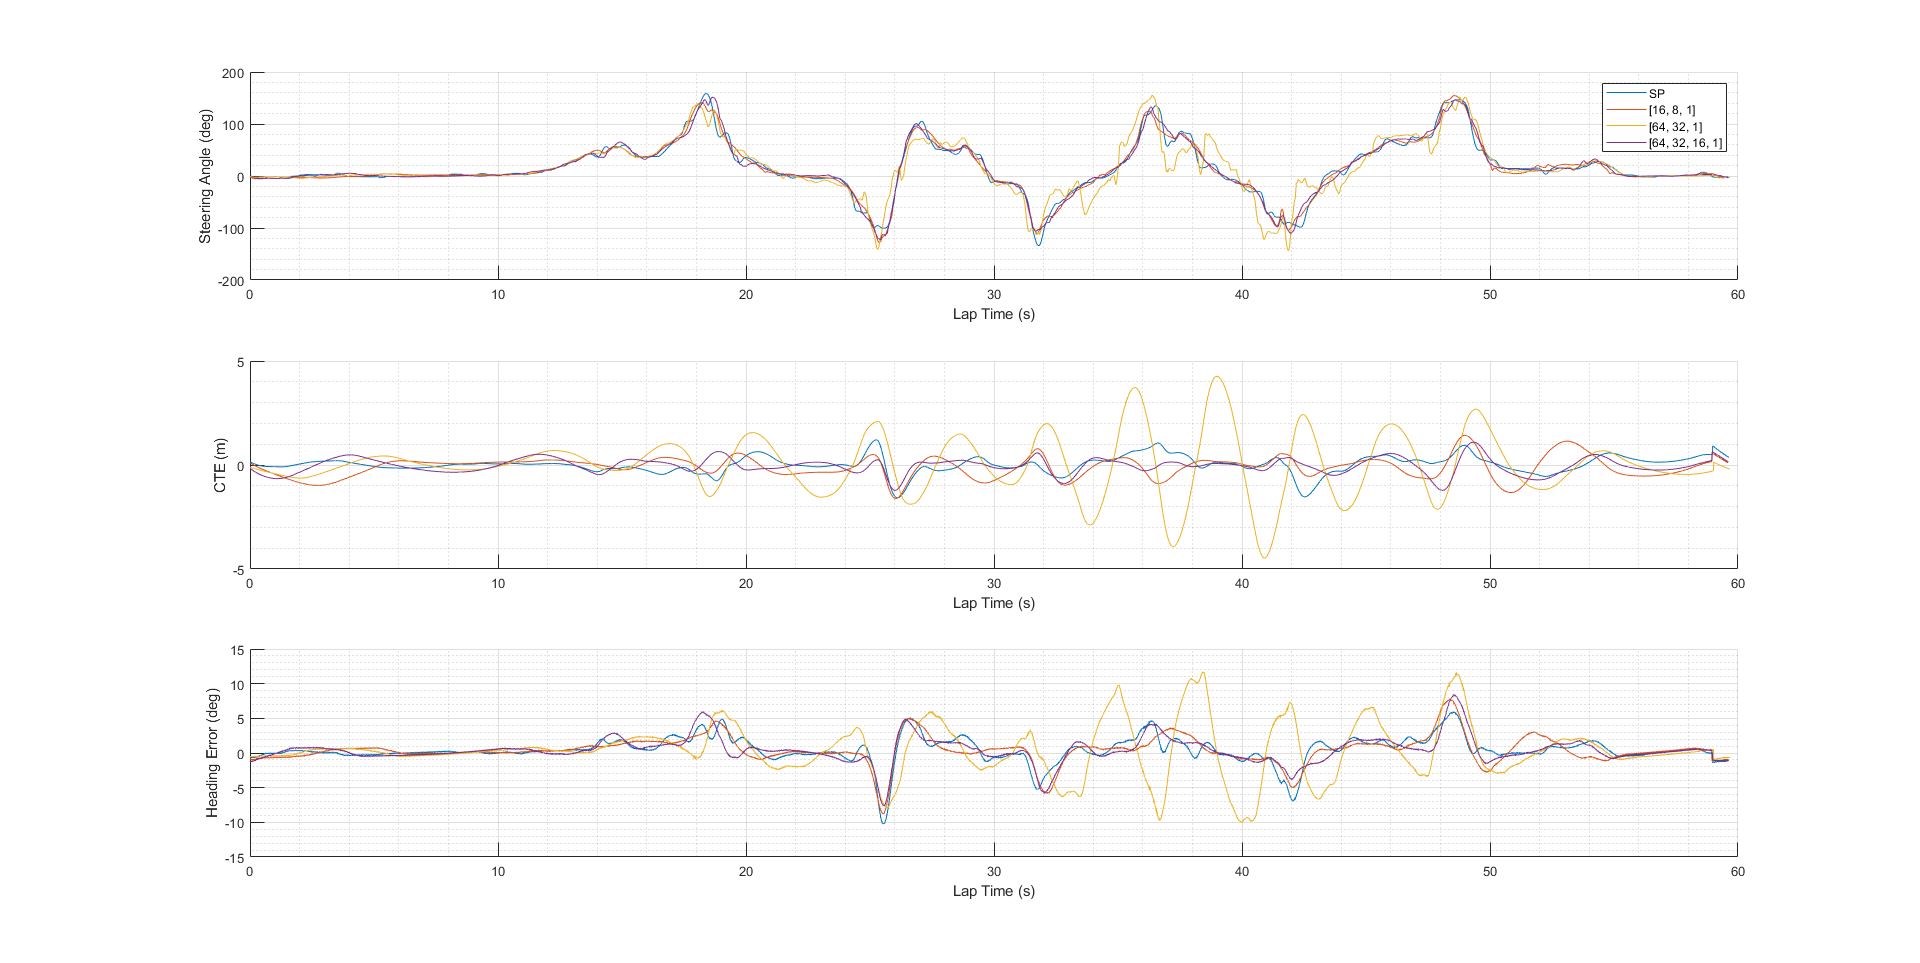 200
100
0
-100
-200
Steering Angle (deg)
SP
[16, 8, 1]
[64, 32, 1]
[64, 32, 16, 1]
0 10 20 30 40 50 60
Lap Time (s)
5
0
-5
CTE (m)
0 10 20 30 40 50 60
Lap Time (s)
15
10
5
0
-5
-10
-15
Heading Error (deg)
0 10 20 30 40 50 60
Lap Time (s)